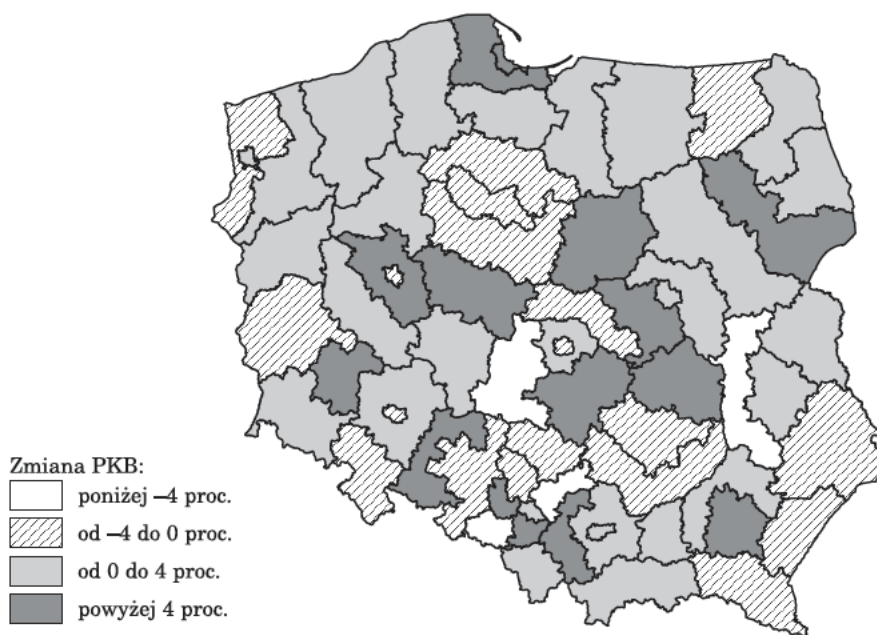 Zmiana PKB:
poniżej –4 proc.
od –4 do 0 proc.
od 0 do 4 proc.
powyżej 4 proc.